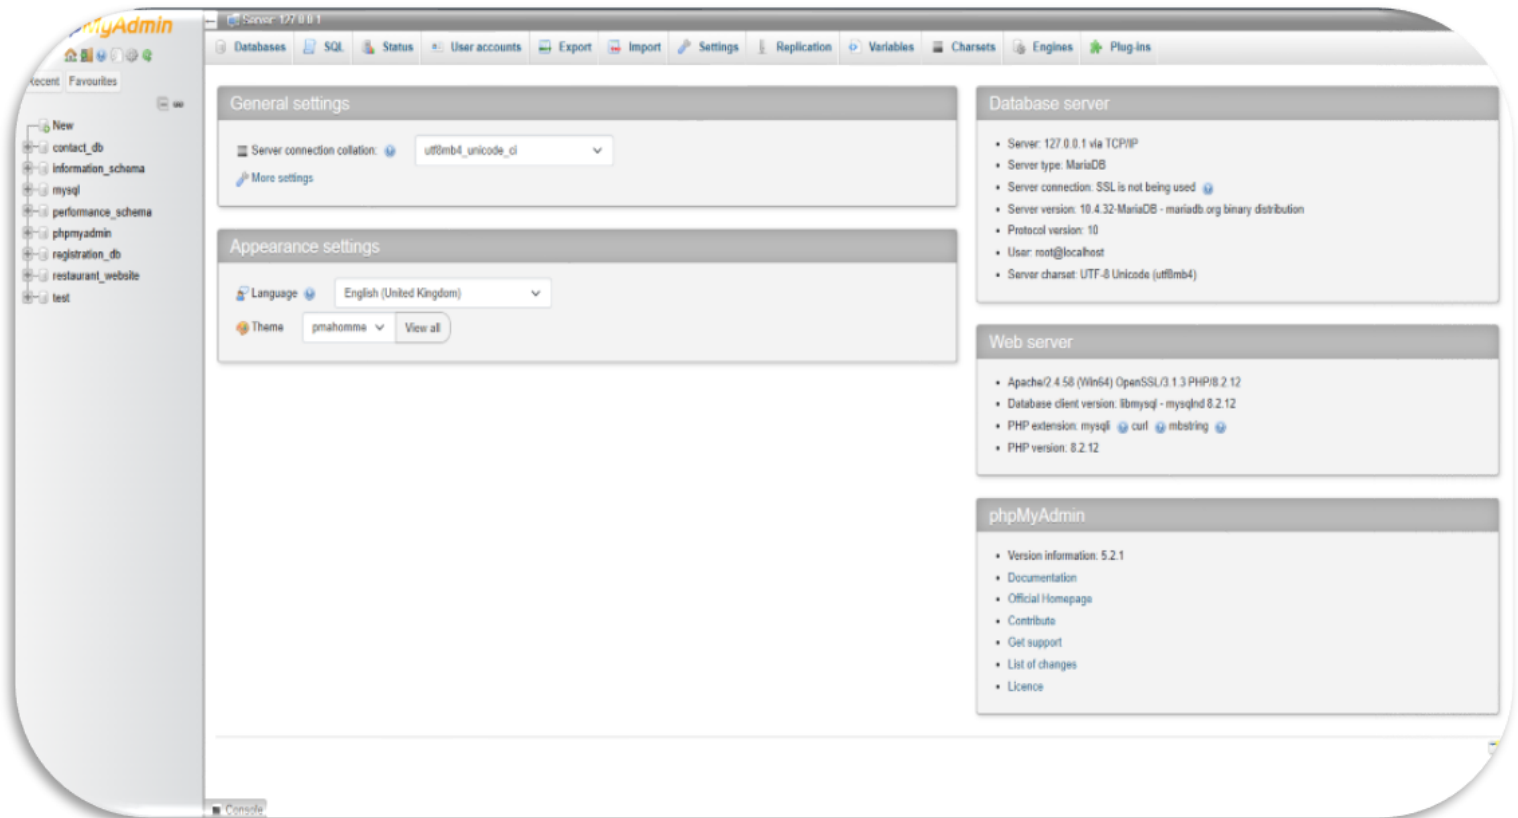 MyAdmin
Recent Favourites
New
contact_db
information_schema
mysql
performance_schema
phpmyadmin
registration_db
restaurant_website
test
Server: 127.0.0.1
Databases SQL Status User accounts Export Import Settings Replication Variables Charsets Engines Plug-ins
General settings
Server connection collation: utf8mb4_unicode_ci
More settings
Appearance settings
Language English (United Kingdom)
Theme pmahomme View all
Database server
• Server: 127.0.0.1 via TCP/IP
• Server type: MariaDB
• Server connection: SSL is not being used
• Server version: 10.4.32-MariaDB - mariadb.org binary distribution
• Protocol version: 10
• User: root@localhost
• Server charset: UTF-8 Unicode (utf8mb4)
Web server
• Apache/2.4.58 (Win64) OpenSSL/3.1.3 PHP/8.2.12
• Database client version: libmysql - mysqlnd 8.2.12
• PHP extension: mysqli curl mbstring
• PHP version: 8.2.12
phpMyAdmin
• Version information: 5.2.1
• Documentation
• Official Homepage
• Contribute
• Get support
• List of changes
• Licence
Console